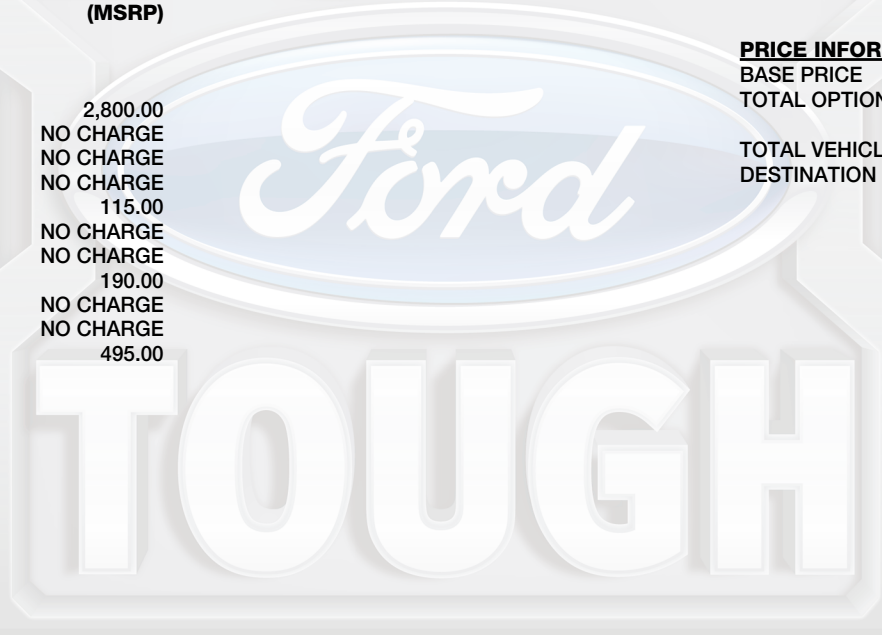 (MSRP)
2,800.00
NO CHARGE
NO CHARGE
NO CHARGE
115.00
NO CHARGE
NO CHARGE
190.00
NO CHARGE
NO CHARGE
495.00
PRICE INFOR
BASE PRICE
TOTAL OPTION
TOTAL VEHICL
DESTINATION
Ford
TOUGH